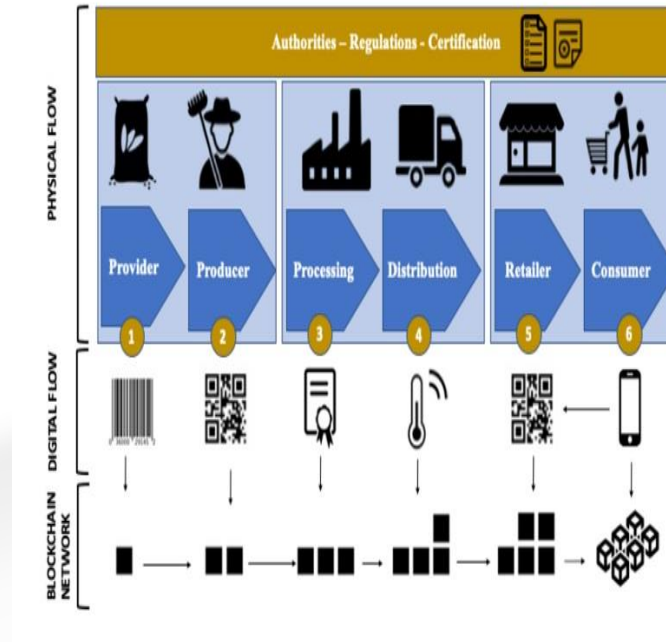 Authorities – Regulations - Certification
PHYSICAL FLOW
Provider
Producer
Processing
Distribution
Retailer
Consumer
1
2
3
4
5
6
DIGITAL FLOW
BLOCKCHAIN
NETWORK